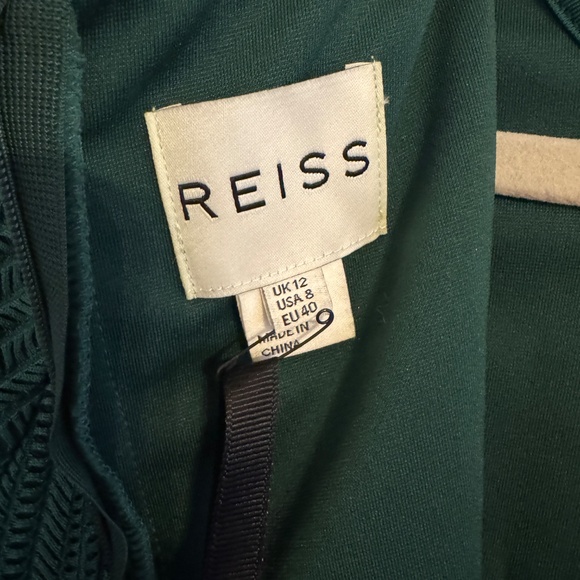 REISS
UK 12
USA 8
EU 40
MADE IN
CHINA